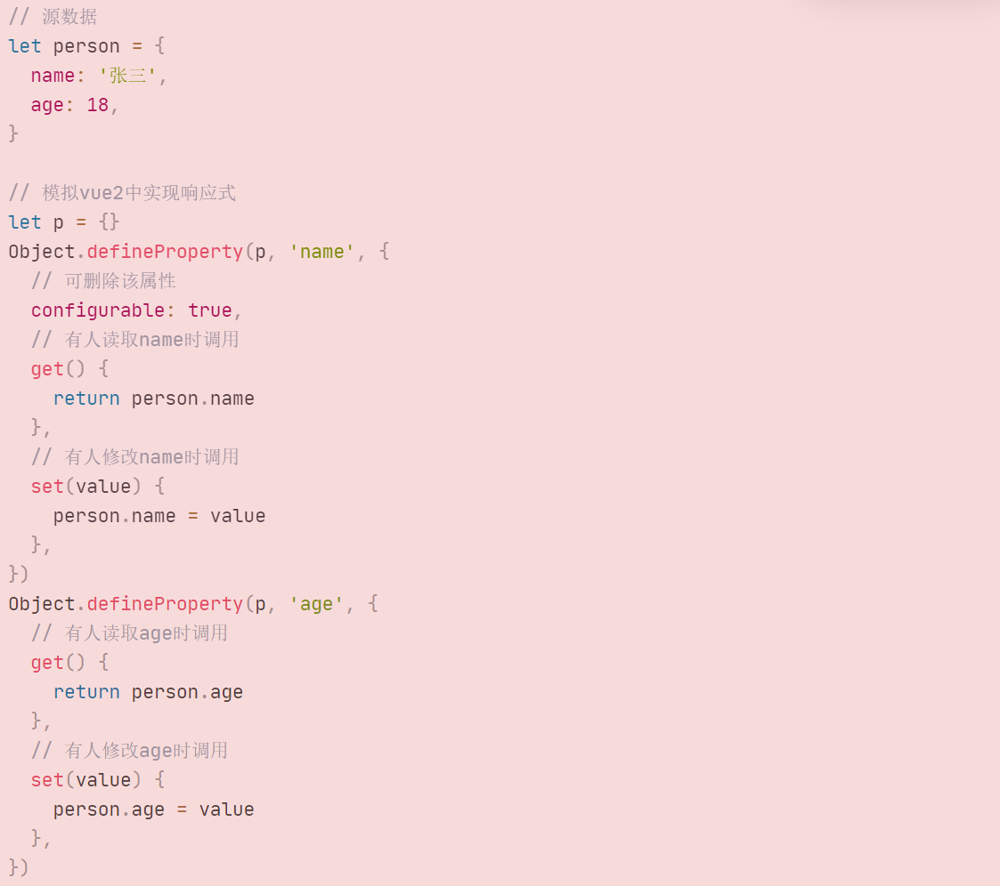 // 源数据
let person = {
  name: '张三',
  age: 18,
}

// 模拟vue2中实现响应式
let p = {}
Object.defineProperty(p, 'name', {
  // 可删除该属性
  configurable: true,
  // 有人读取name时调用
  get() {
    return person.name
  },
  // 有人修改name时调用
  set(value) {
    person.name = value
  },
})
Object.defineProperty(p, 'age', {
  // 有人读取age时调用
  get() {
    return person.age
  },
  // 有人修改age时调用
  set(value) {
    person.age = value
  },
})